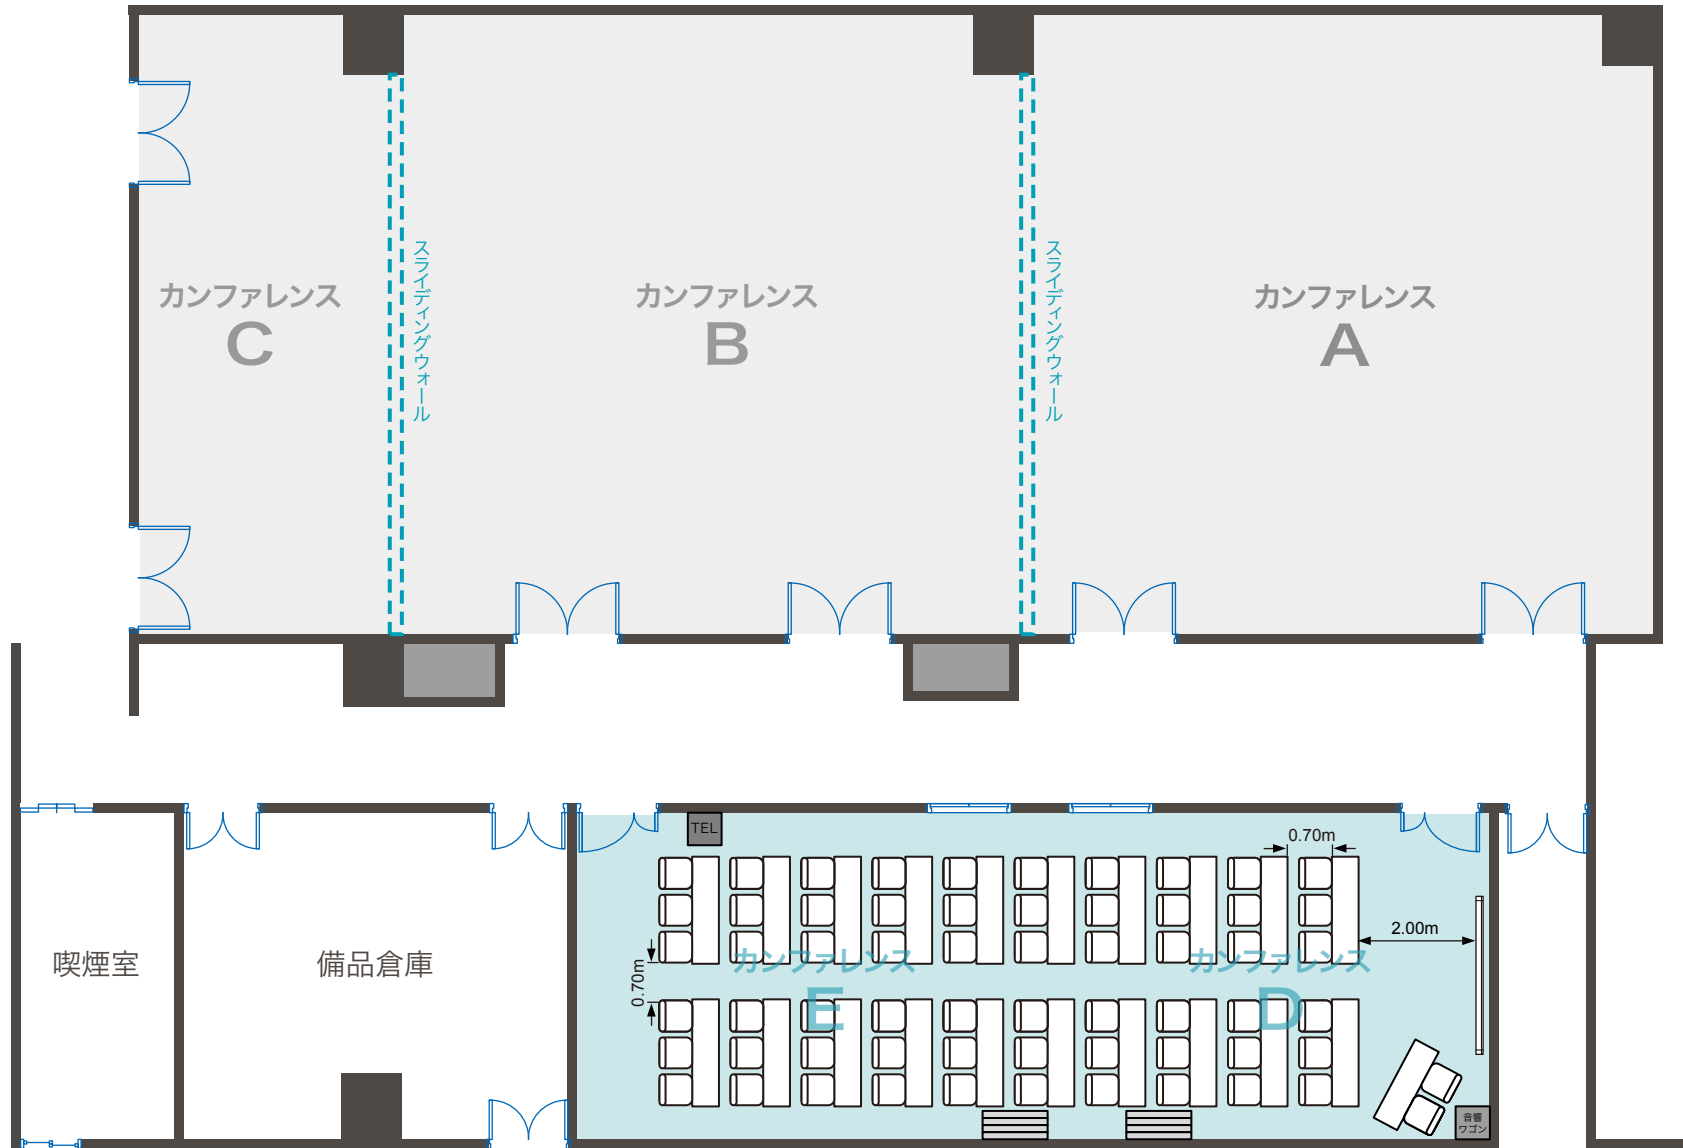 カンファレンス
C
スライディングウォール
カンファレンス
B
スライディングウォール
カンファレンス
A
喫煙室
備品倉庫
TEL
0.70m
2.00m
0.70m
カンファレンス
E
カンファレンス
D
音響
ワゴン